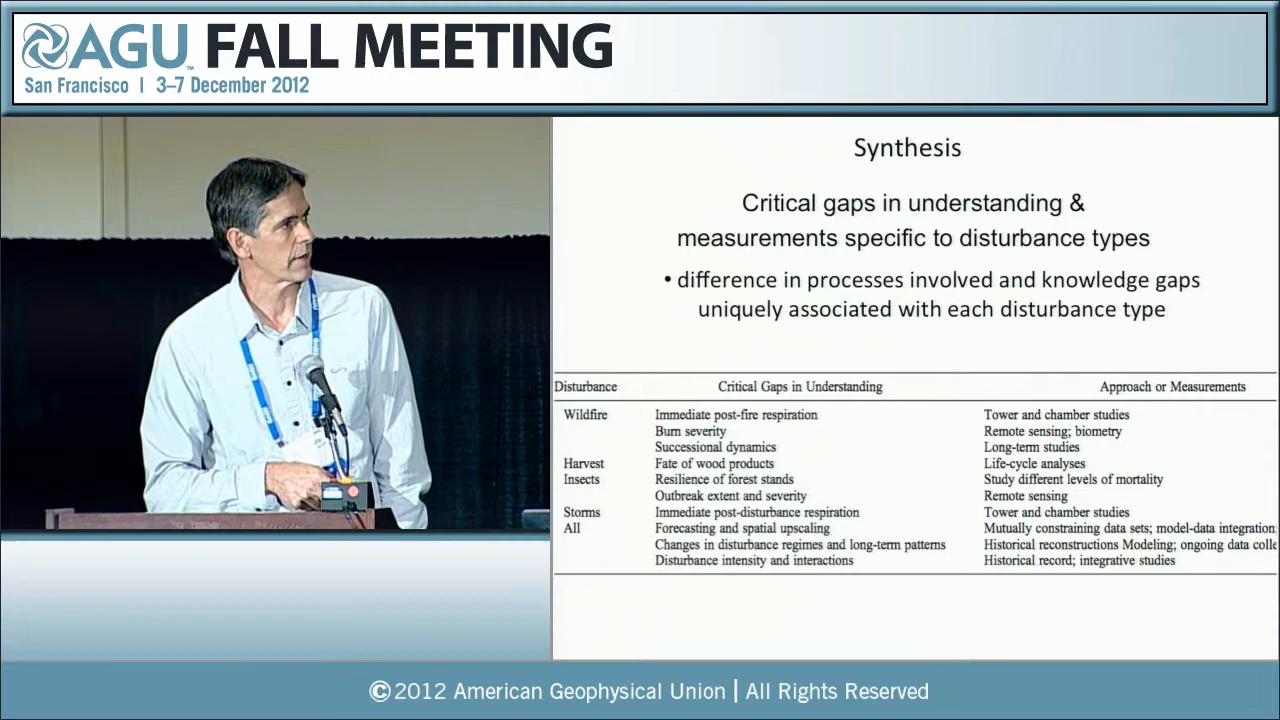 AGU™ FALL MEETING
San Francisco | 3–7 December 2012
Synthesis
Critical gaps in understanding &
measurements specific to disturbance types
• difference in processes involved and knowledge gaps
uniquely associated with each disturbance type
Disturbance Critical Gaps in Understanding Approach or Measurements
Wildfire Immediate post-fire respiration Tower and chamber studies
Burn severity Remote sensing; biometry
Successional dynamics Long-term studies
Harvest Fate of wood products Life-cycle analyses
Insects Resilience of forest stands Study different levels of mortality
Outbreak extent and severity Remote sensing
Storms Immediate post-disturbance respiration Tower and chamber studies
All Forecasting and spatial upscaling Mutually constraining data sets; model-data integration
Changes in disturbance regimes and long-term patterns Historical reconstructions Modeling; ongoing data colle
Disturbance intensity and interactions Historical record; integrative studies
©2012 American Geophysical Union | All Rights Reserved